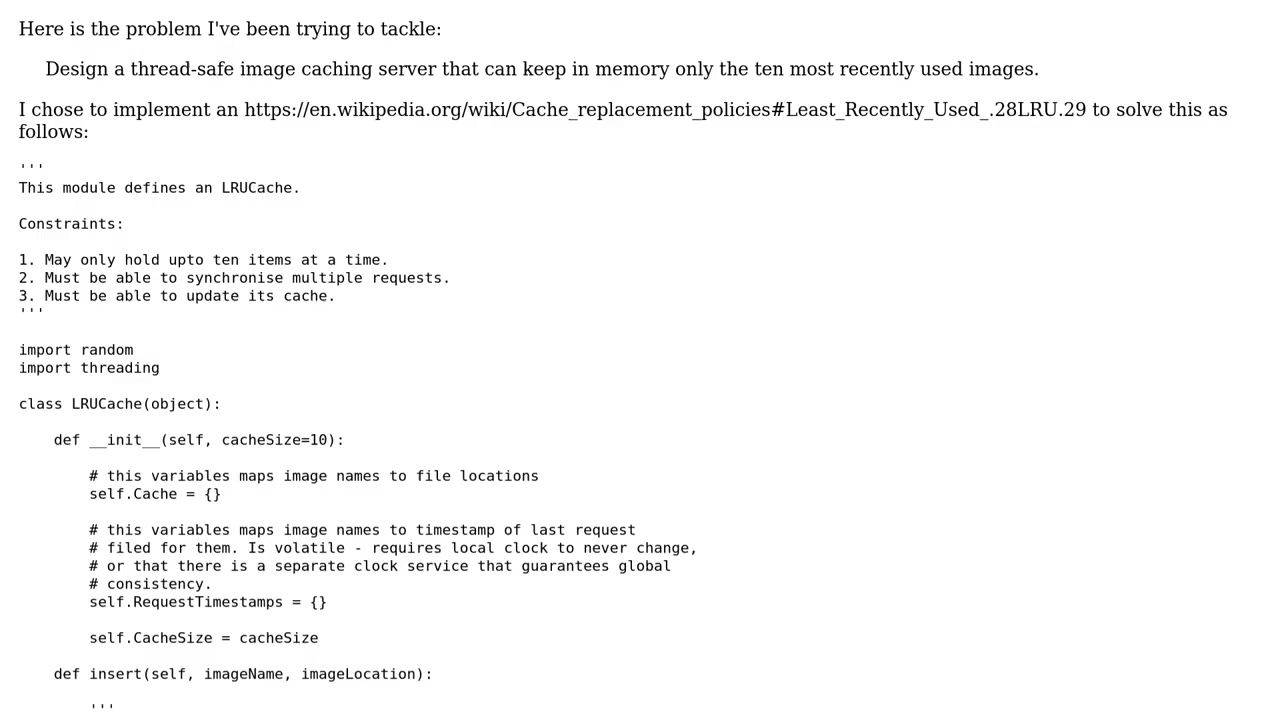 Here is the problem I've been trying to tackle:
Design a thread-safe image caching server that can keep in memory only the ten most recently used images.
I chose to implement an https://en.wikipedia.org/wiki/Cache_replacement_policies#Least_Recently_Used_.28LRU.29 to solve this as
follows:
'''
This module defines an LRUCache.
Constraints:
1. May only hold upto ten items at a time.
2. Must be able to synchronise multiple requests.
3. Must be able to update its cache.
'''
import random
import threading
class LRUCache(object):
    def __init__(self, cacheSize=10):
        # this variables maps image names to file locations
        self.Cache = {}
        # this variables maps image names to timestamp of last request
        # filed for them. Is volatile - requires local clock to never change,
        # or that there is a separate clock service that guarantees global
        # consistency.
        self.RequestTimestamps = {}
        self.CacheSize = cacheSize
    def insert(self, imageName, imageLocation):
        '''